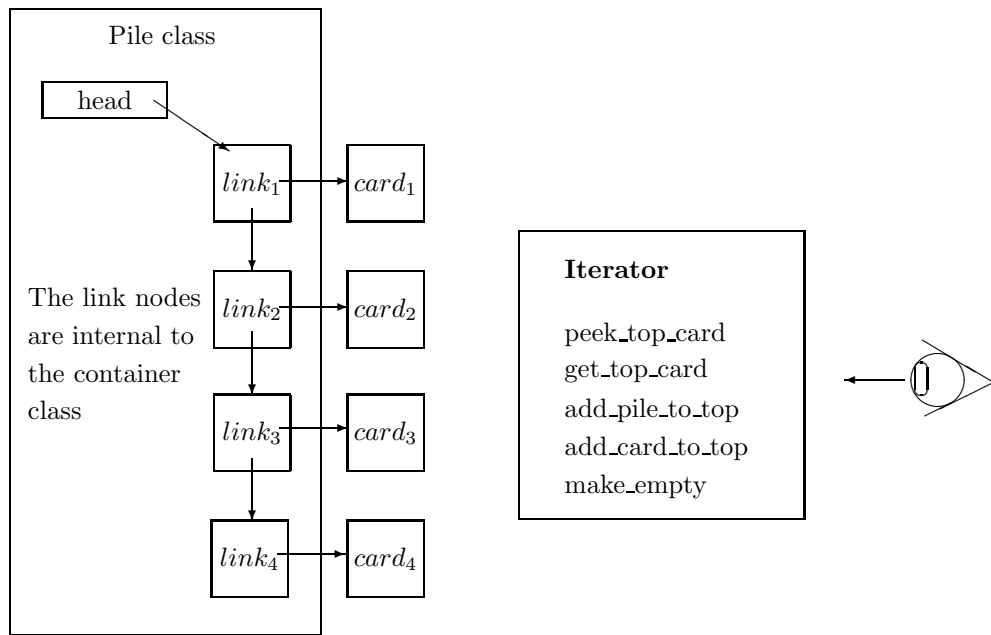 Pile class
head
link₁
card₁
The link nodes
are internal to
the container
class
link₂
card₂
link₃
card₃
link₄
card₄
Iterator
peek_top_card
get_top_card
add_pile_to_top
add_card_to_top
make_empty